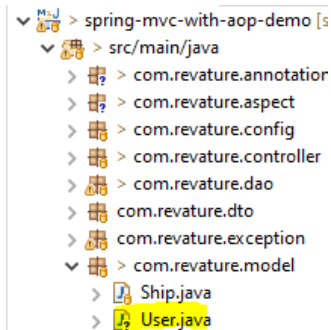 > spring-mvc-with-aop-demo [s
> src/main/java
> com.revature.annotation
> com.revature.aspect
> com.revature.config
> com.revature.controller
> com.revature.dao
com.revature.dto
com.revature.exception
> com.revature.model
Ship.java
User.java